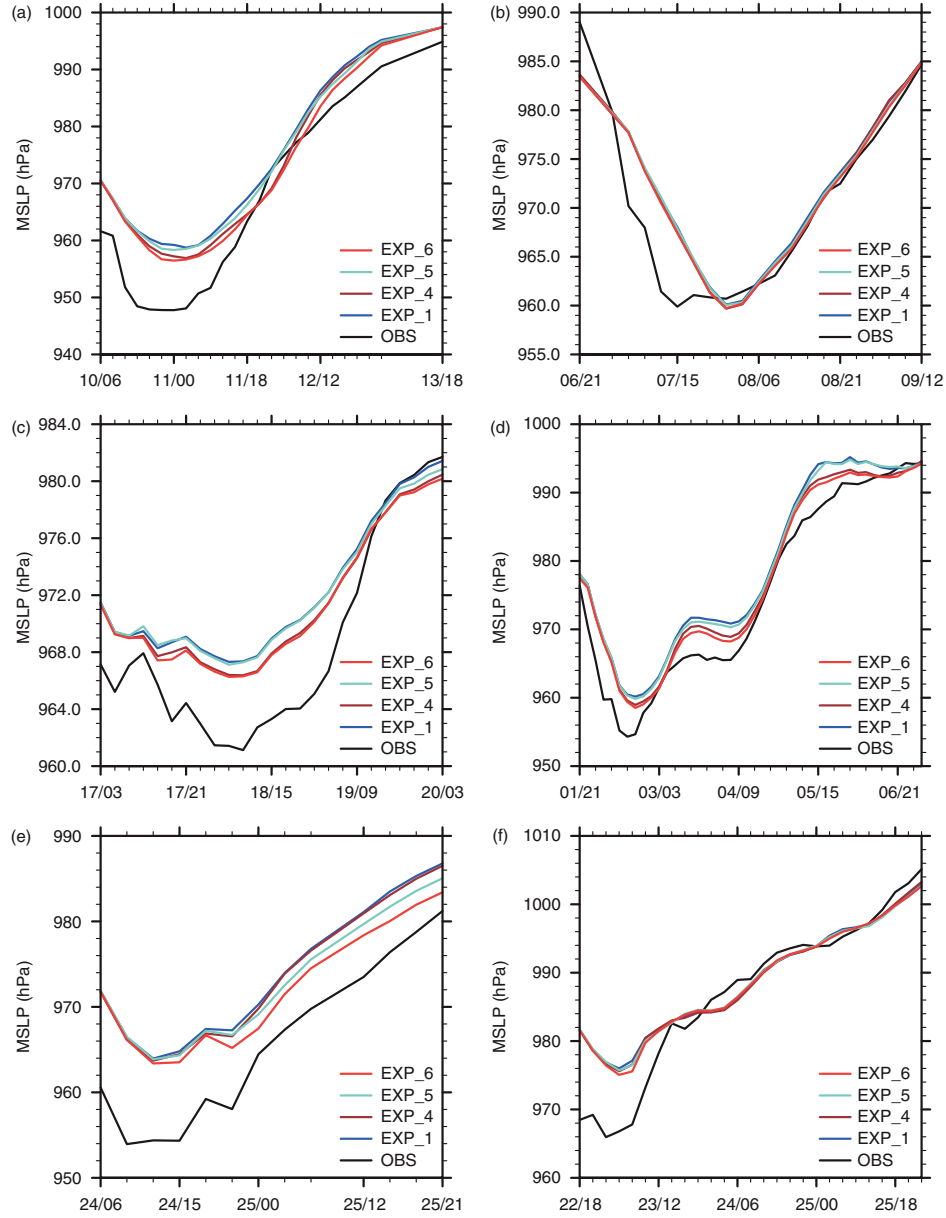 (a)
MSLP (hPa)
1000
990
980
970
960
950
940
10/06 11/00 11/18 12/12 13/18
EXP_6
EXP_5
EXP_4
EXP_1
OBS
(b)
MSLP (hPa)
990.0
985.0
980.0
975.0
970.0
965.0
960.0
955.0
06/21 07/15 08/06 08/21 09/12
EXP_6
EXP_5
EXP_4
EXP_1
OBS
(c)
MSLP (hPa)
984.0
980.0
976.0
972.0
968.0
964.0
960.0
17/03 17/21 18/15 19/09 20/03
EXP_6
EXP_5
EXP_4
EXP_1
OBS
(d)
MSLP (hPa)
1000
990
980
970
960
950
01/21 03/03 04/09 05/15 06/21
EXP_6
EXP_5
EXP_4
EXP_1
OBS
(e)
MSLP (hPa)
990
980
970
960
950
24/06 24/15 25/00 25/12 25/21
EXP_6
EXP_5
EXP_4
EXP_1
OBS
(f)
MSLP (hPa)
1010
1000
990
980
970
960
22/18 23/12 24/06 25/00 25/18
EXP_6
EXP_5
EXP_4
EXP_1
OBS